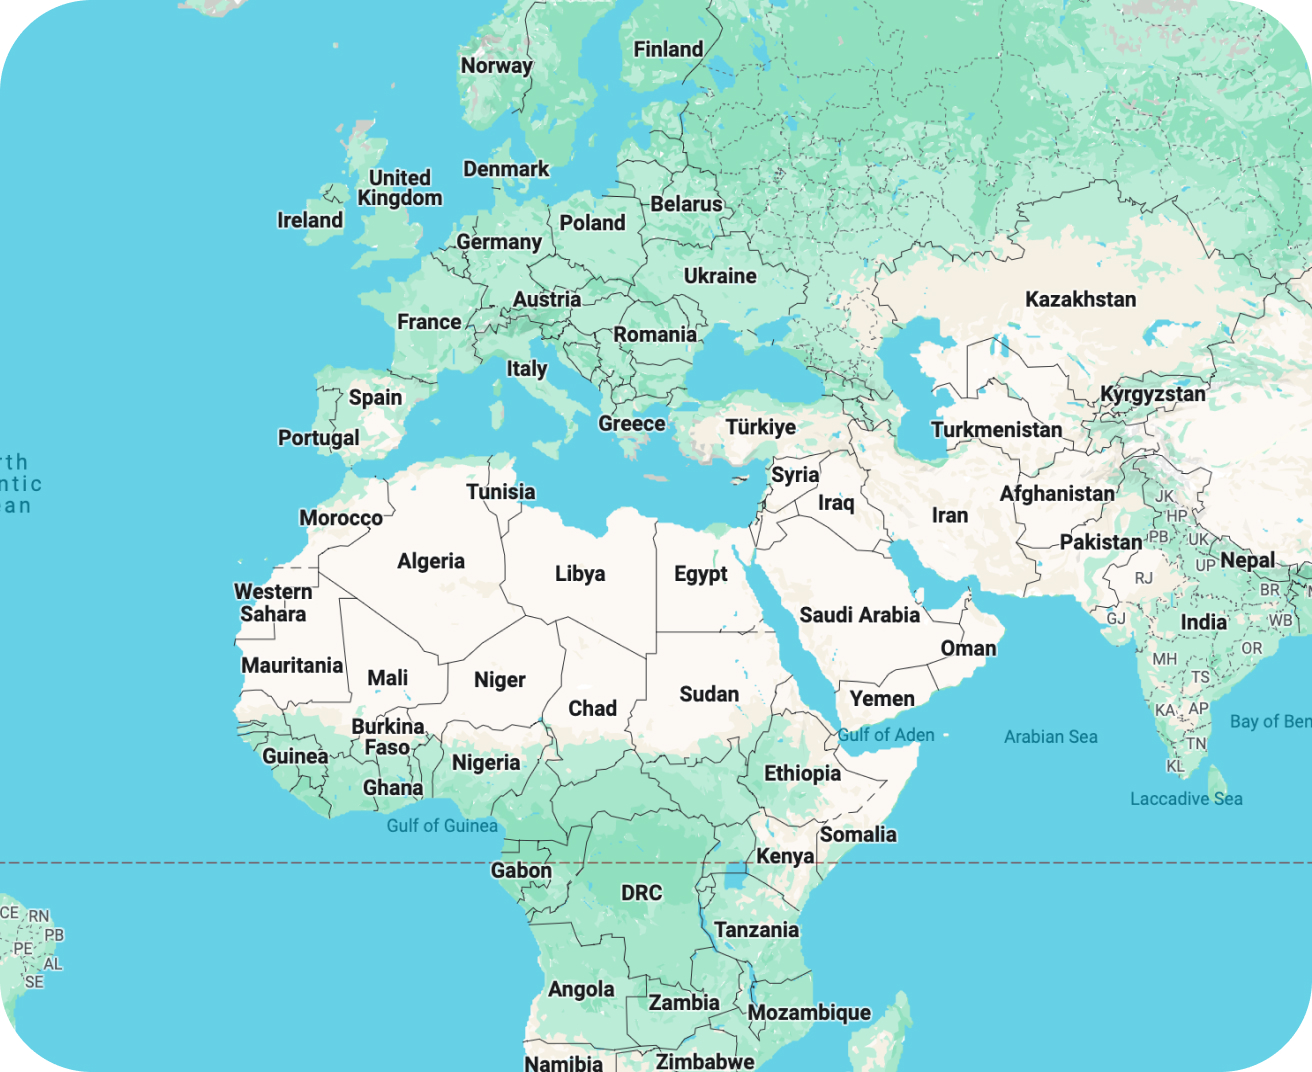 Finland
Norway
Denmark
United
Kingdom
Ireland
Belarus
Poland
Germany
Ukraine
Austria
Kazakhstan
France
Romania
Italy
Kyrgyzstan
Spain
Greece
Türkiye
Turkmenistan
Portugal
rth
ntic
ean
Tunisia
Syria
Afghanistan
JK
Morocco
Iraq
Iran
HP
Pakistan
PB
UK
Algeria
Libya
Egypt
UP
Nepal
RJ
BR
Western
Sahara
Saudi Arabia
GJ
India
WB
Oman
OR
Mauritania
Mali
Niger
MH
TS
Chad
Sudan
Yemen
KA
AP
Burkina
Faso
Gulf of Aden
Arabian Sea
Bay of Ben
TN
Guinea
Nigeria
Ethiopia
KL
Ghana
Laccadive Sea
Gulf of Guinea
Somalia
Kenya
Gabon
DRC
CE
RN
PB
PE
AL
SE
Tanzania
Angola
Zambia
Mozambique
Namibia
Zimbabwe